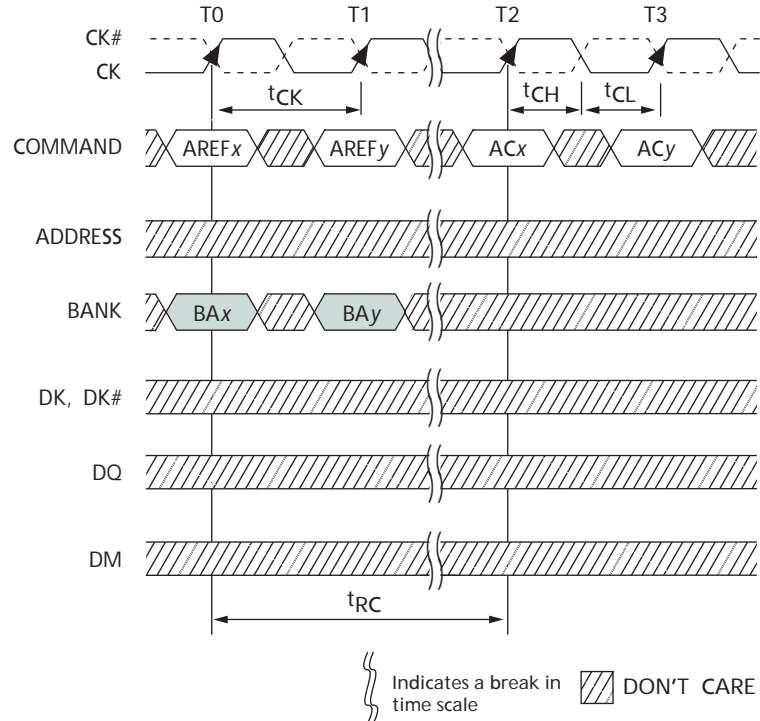 T0 T1 T2 T3
CK#
CK
tCK tCH tCL
COMMAND AREFx AREFy ACx ACy
ADDRESS
BANK BAx BAy
DK, DK#
DQ
DM
tRC
Indicates a break in
time scale
DON'T CARE